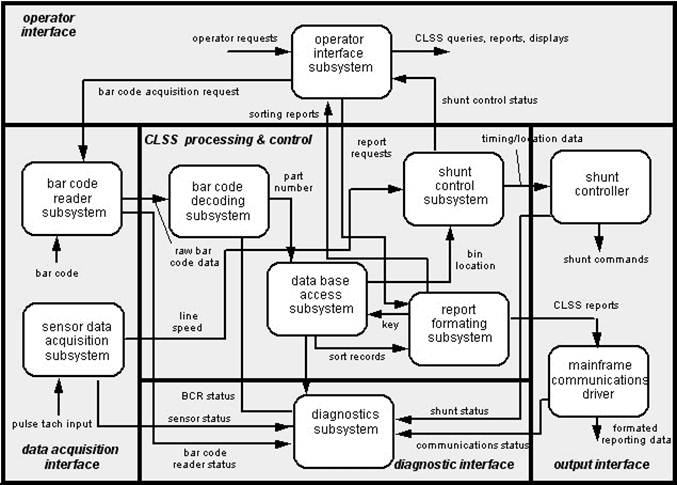 operator
interface
operator requests
operator
interface
subsystem
CLSS queries, reports, displays
bar code acquisition request
sorting reports
shunt control status
CLSS processing & control
report
requests
timing/location data
bar code
reader
subsystem
bar code
decoding
subsystem
part
number
shunt
control
subsystem
shunt
controller
raw bar
code data
bar code
bin
location
shunt commands
sensor data
acquisition
subsystem
line
speed
data base
access
subsystem
key
report
formating
subsystem
CLSS reports
sort records
mainframe
communications
driver
BCR status
sensor status
diagnostics
subsystem
shunt status
pulse tach input
communications status
formated
reporting data
bar code
reader status
data acquisition
interface
diagnostic interface
output interface